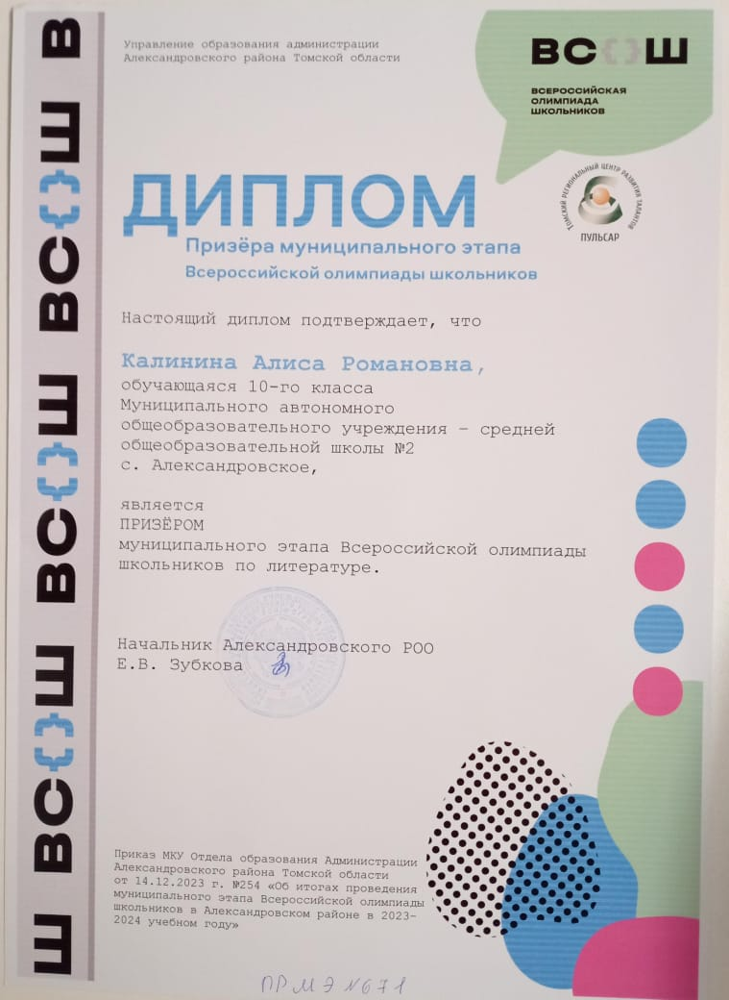 Управление образования администрации
Александровского района Томской области
ВС{}Ш
ВСЕРОССИЙСКАЯ
ОЛИМПИАДА
ШКОЛЬНИКОВ
ДИПЛОМ
ТОМСКИЙ РЕГИОНАЛЬНЫЙ ЦЕНТР РАЗВИТИЯ ТАЛАНТОВ
ПУЛЬСАР
Призёра муниципального этапа
Всероссийской олимпиады школьников
Настоящий диплом подтверждает, что
Калинина Алиса Романовна,
обучающаяся 10-го класса
Муниципального автономного
общеобразовательного учреждения – средней
общеобразовательной школы №2
с. Александровское,
является
ПРИЗЁРОМ
муниципального этапа Всероссийской олимпиады
школьников по литературе.
Начальник Александровского РОО
Е.В. Зубкова
Приказ МКУ Отдела образования Администрации
Александровского района Томской области
от 14.12.2023 г. №254 «Об итогах проведения
муниципального этапа Всероссийской олимпиады
школьников в Александровском районе в 2023-
2024 учебном году»
ПРМЭ №671
В
ВС{}Ш
ВС{}Ш
ВС{}Ш
Ш